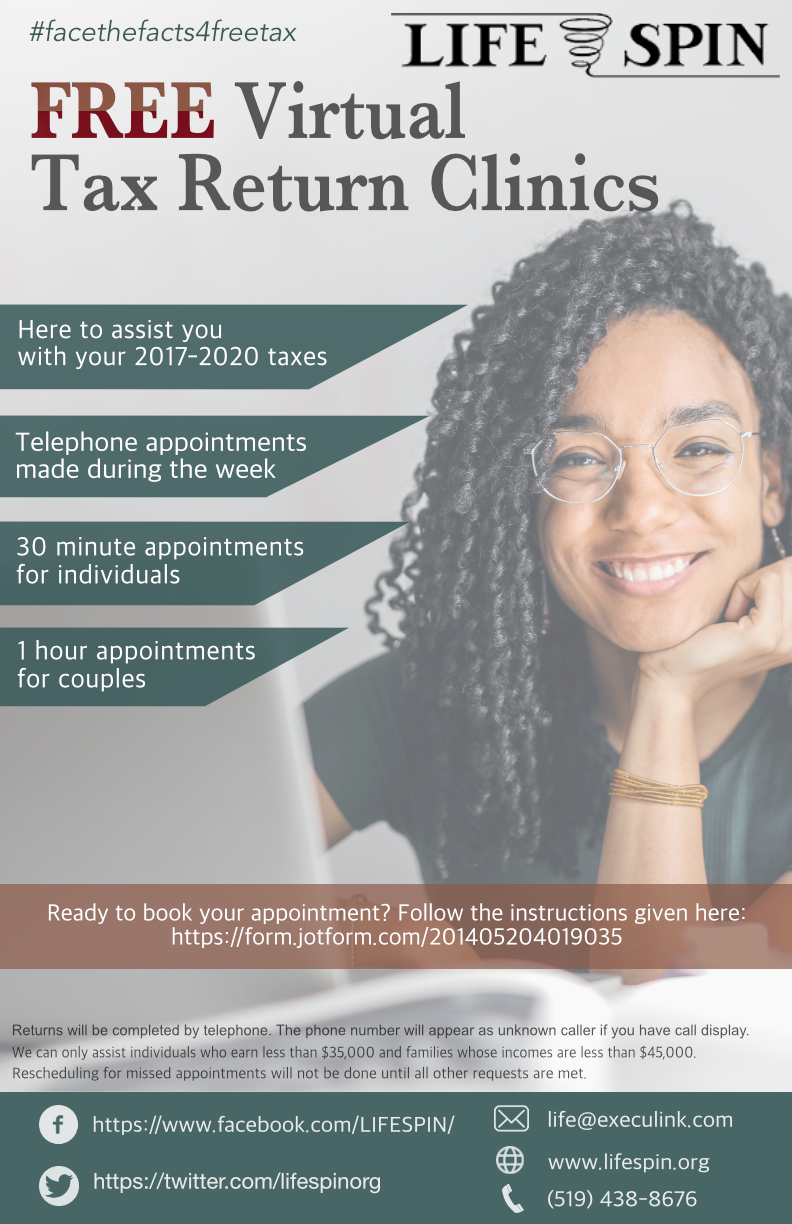 #facethefacts4freetax
LIFE SPIN
FREE Virtual
Tax Return Clinics
Here to assist you
with your 2017-2020 taxes
Telephone appointments
made during the week
30 minute appointments
for individuals
1 hour appointments
for couples
Ready to book your appointment? Follow the instructions given here:
https://form.jotform.com/201405204019035
Returns will be completed by telephone. The phone number will appear as unknown caller if you have call display.
We can only assist individuals who earn less than $35,000 and families whose incomes are less than $45,000.
Rescheduling for missed appointments will not be done until all other requests are met.
https://www.facebook.com/LIFESPIN/
https://twitter.com/lifespinorg
life@execulink.com
www.lifespin.org
(519) 438-8676